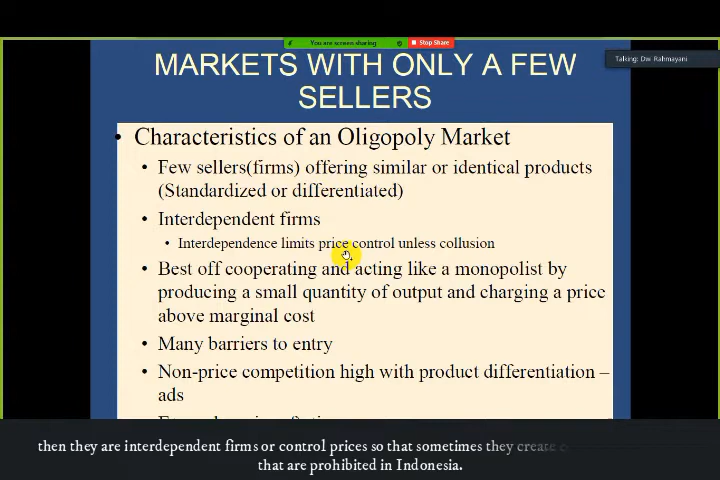 You are screen sharing
Stop Share
Talking: Dwi Rahmayani
MARKETS WITH ONLY A FEW
SELLERS
• Characteristics of an Oligopoly Market
• Few sellers(firms) offering similar or identical products
(Standardized or differentiated)
• Interdependent firms
• Interdependence limits price control unless collusion
• Best off cooperating and acting like a monopolist by
producing a small quantity of output and charging a price
above marginal cost
• Many barriers to entry
• Non-price competition high with product differentiation –
ads
then they are interdependent firms or control prices so that sometimes they create
that are prohibited in Indonesia.